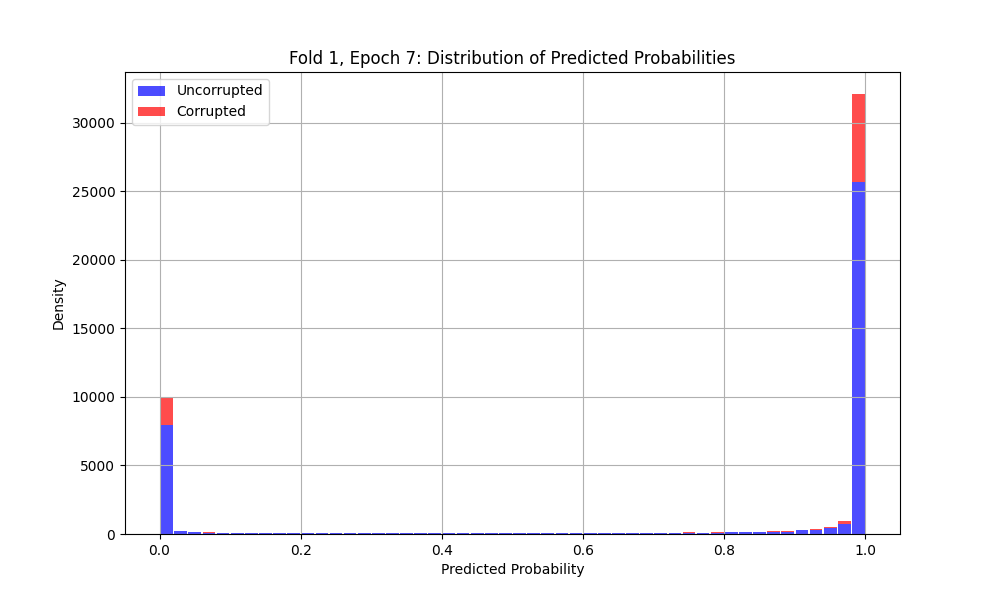 Fold 1, Epoch 7: Distribution of Predicted Probabilities
Uncorrupted
Corrupted
30000
25000
20000
15000
10000
5000
0
Density
0.0 0.2 0.4 0.6 0.8 1.0
Predicted Probability